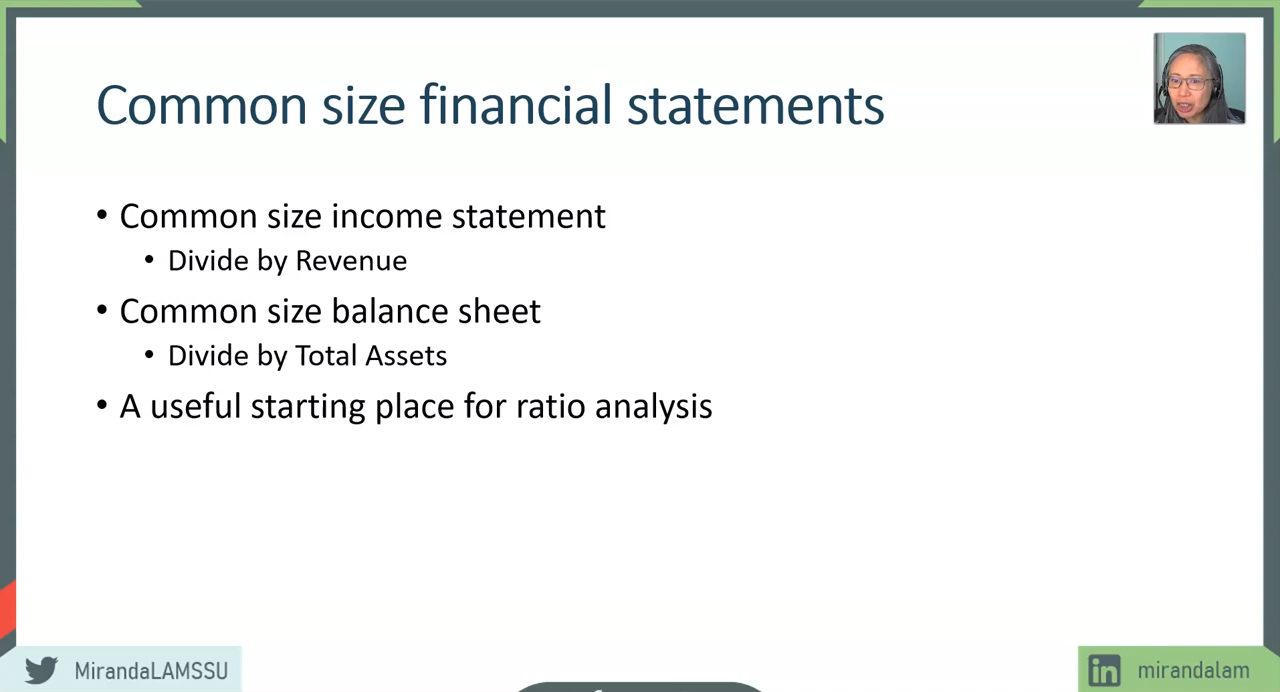 Common size financial statements
• Common size income statement
• Divide by Revenue
• Common size balance sheet
• Divide by Total Assets
• A useful starting place for ratio analysis
MirandaLAMSSU
in mirandalam